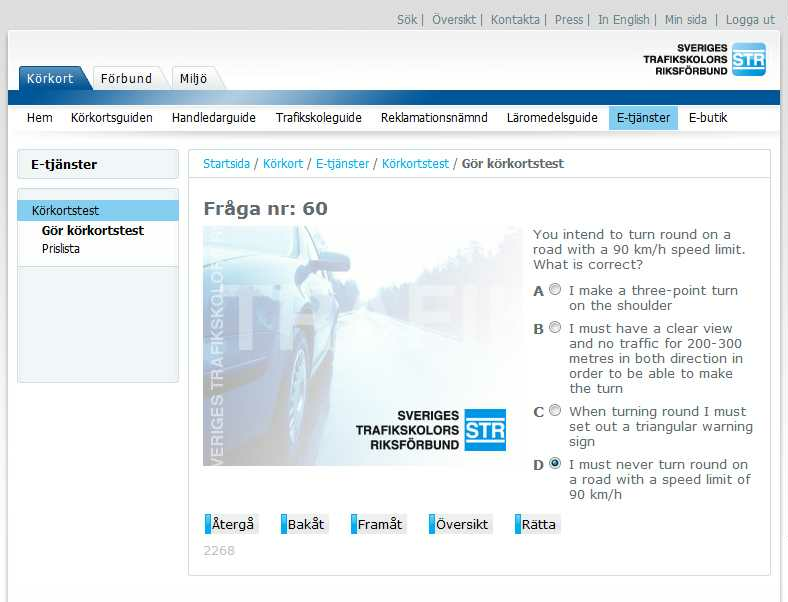 Sök | Översikt | Kontakta | Press | In English | Min sida | Logga ut
SVERIGES
TRAFIKSKOLORS
RIKSFÖRBUND
STR
Körkort Förbund Miljö
Hem Körkortsguiden Handledarguide Trafikskoleguide Reklamationsnämnd Läromedelsguide E-tjänster E-butik
E-tjänster
Körkortstest
Gör körkortstest
Prislista
Startsida / Körkort / E-tjänster / Körkortstest / Gör körkortstest
Fråga nr: 60
SVERIGES TRAFIKSKOLOR
TRAFI
SVERIGES
TRAFIKSKOLORS
RIKSFÖRBUND
STR
You intend to turn round on a
road with a 90 km/h speed limit.
What is correct?
A I make a three-point turn
on the shoulder
B I must have a clear view
and no traffic for 200-300
metres in both direction in
order to be able to make
the turn
C When turning round I must
set out a triangular warning
sign
D I must never turn round on
a road with a speed limit of
90 km/h
Återgå Bakåt Framåt Översikt Rätta
2268